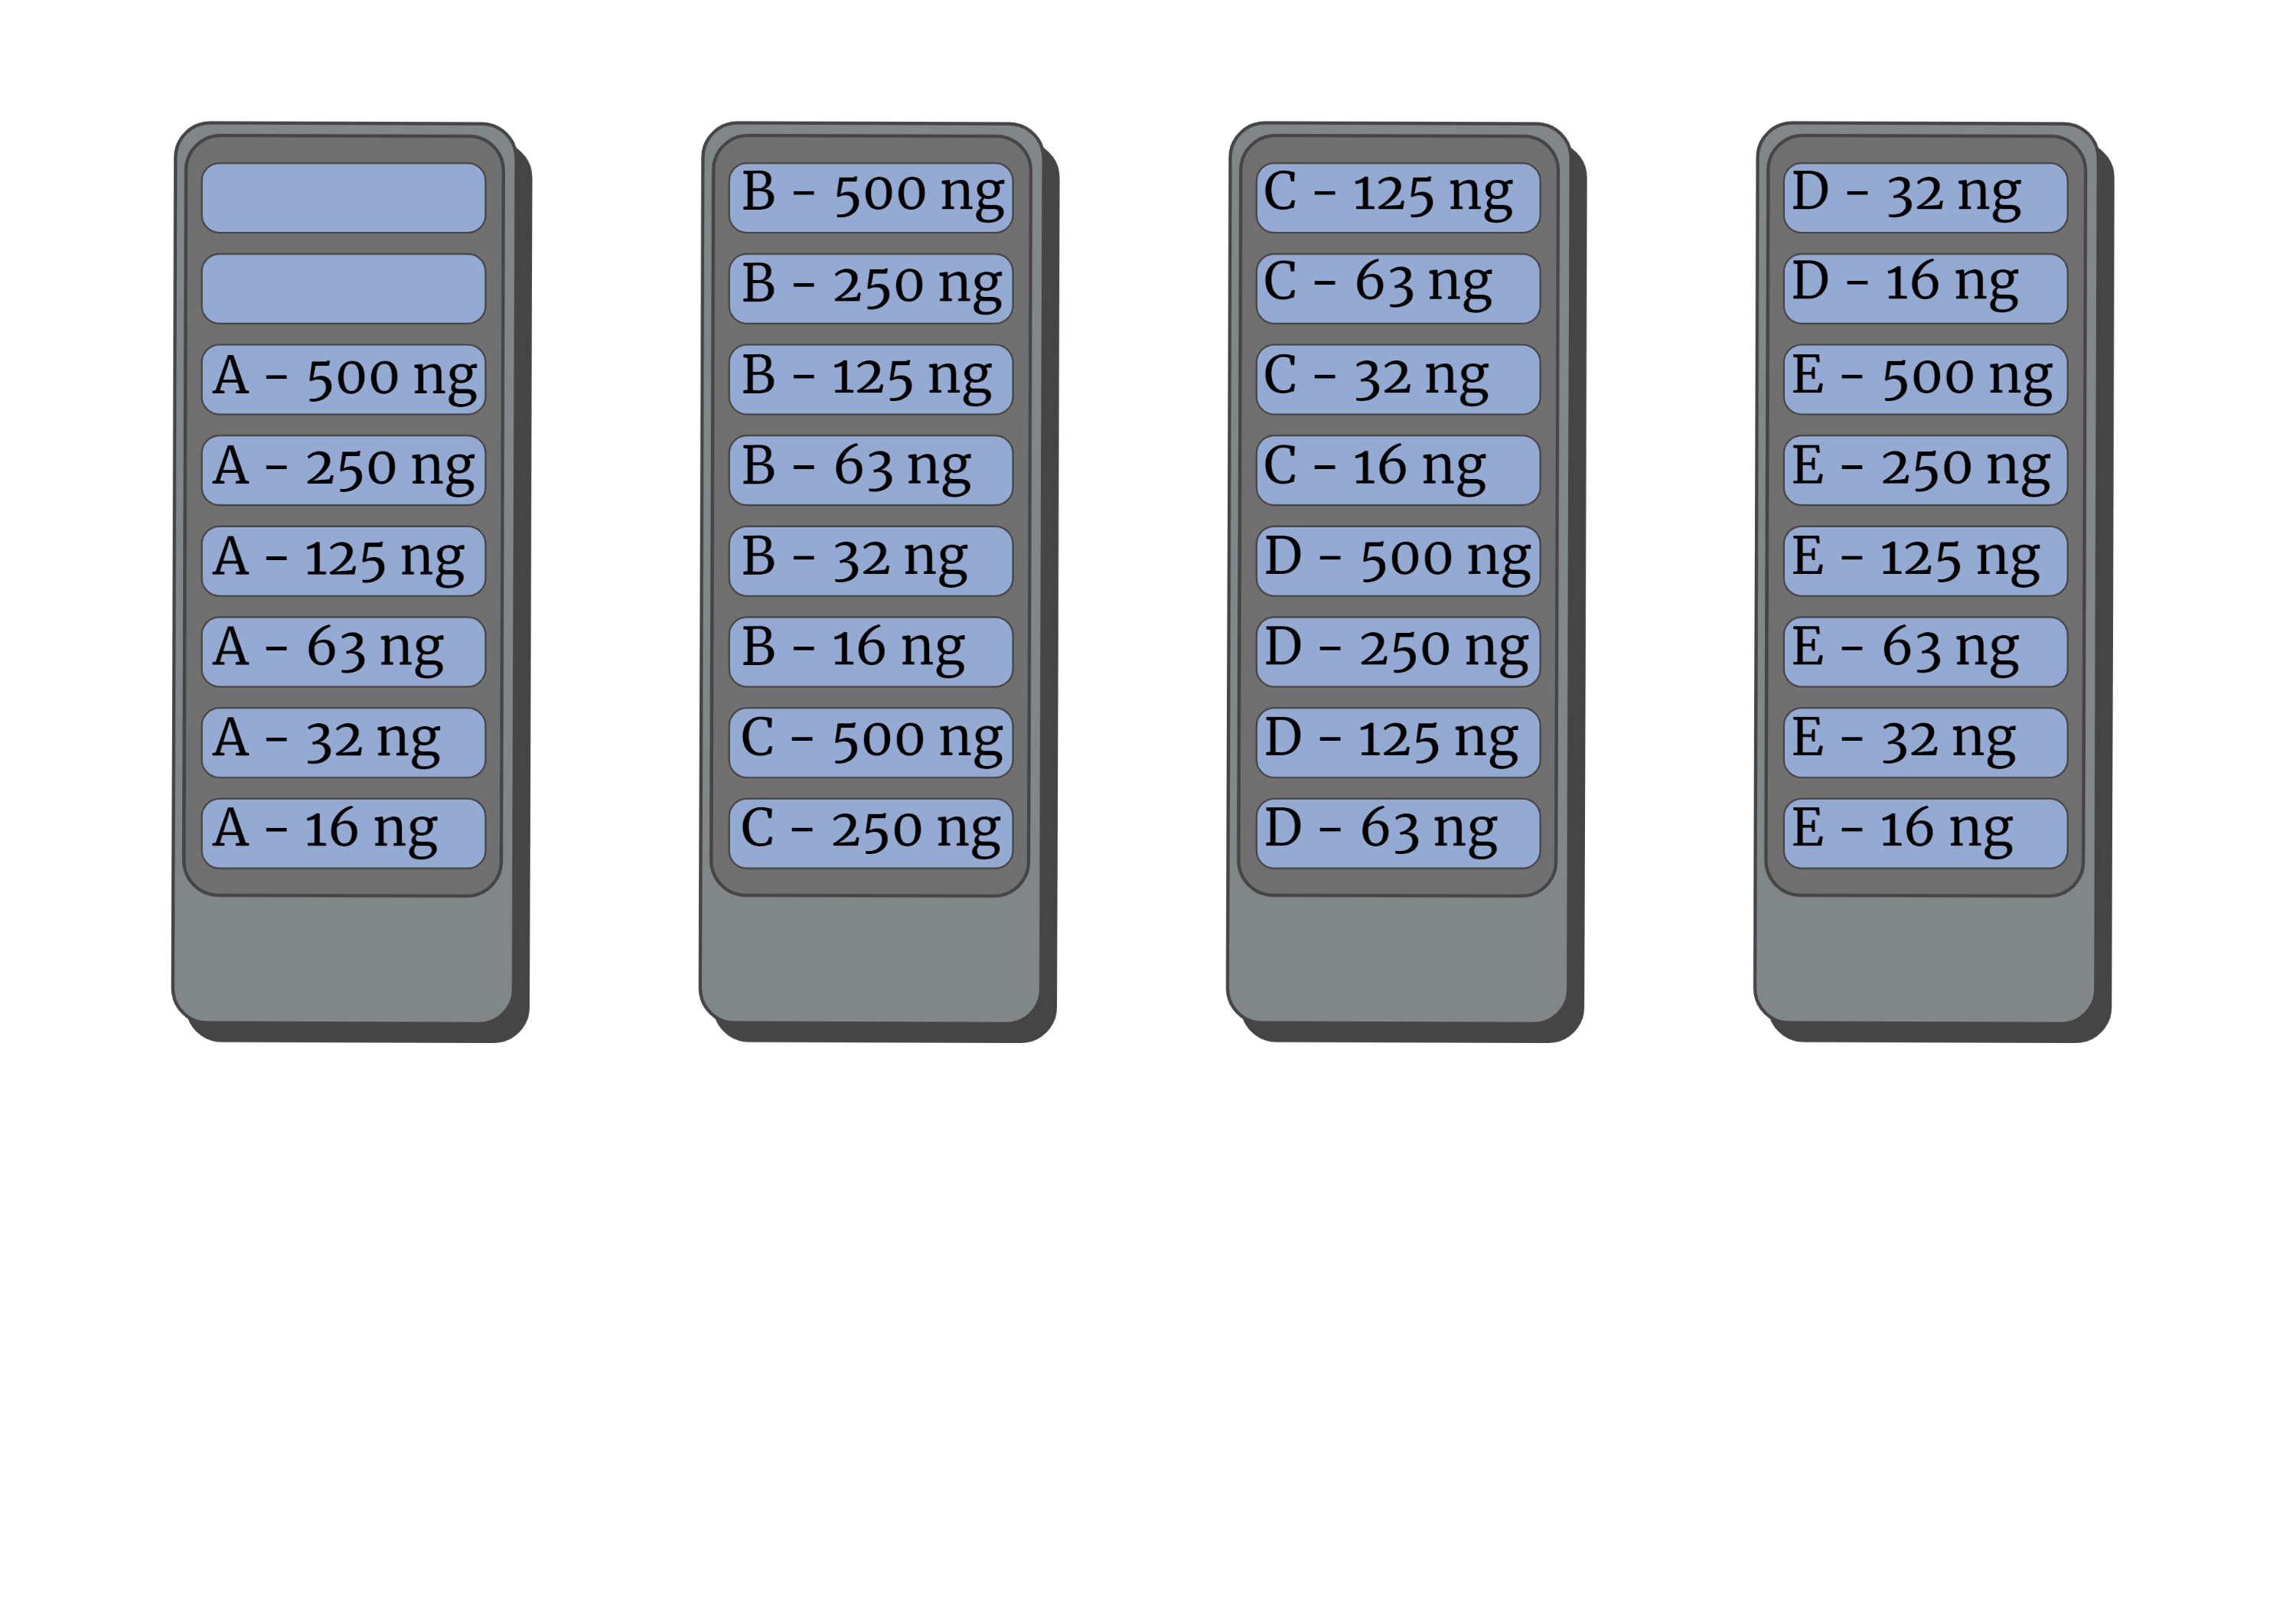 A – 500 ng
A – 250 ng
A – 125 ng
A – 63 ng
A – 32 ng
A – 16 ng
B – 500 ng
B – 250 ng
B – 125 ng
B – 63 ng
B – 32 ng
B – 16 ng
C – 500 ng
C – 250 ng
C – 125 ng
C – 63 ng
C – 32 ng
C – 16 ng
D – 500 ng
D – 250 ng
D – 125 ng
D – 63 ng
D – 32 ng
D – 16 ng
E – 500 ng
E – 250 ng
E – 125 ng
E – 63 ng
E – 32 ng
E – 16 ng